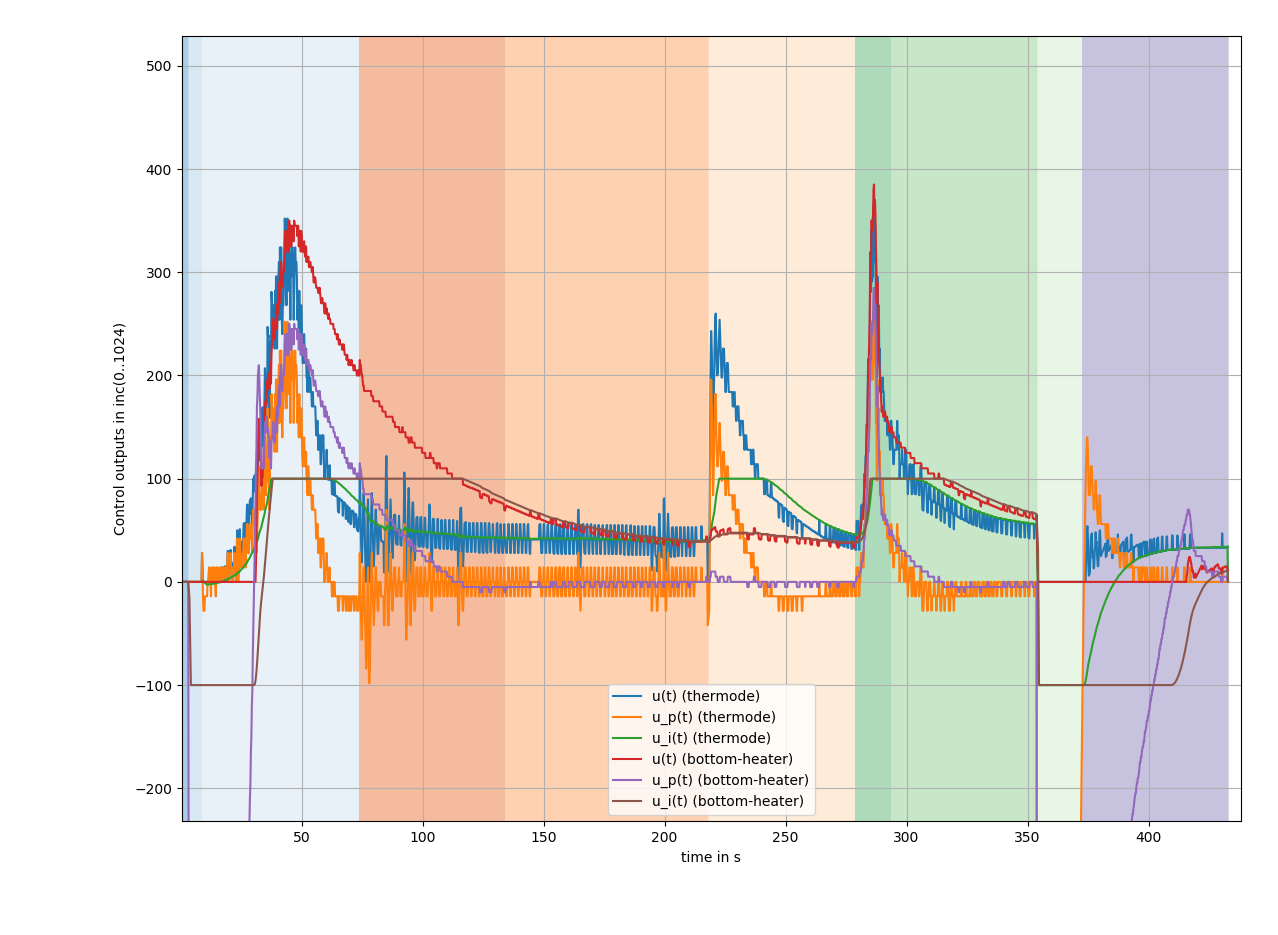 500
400
300
200
100
0
−100
−200
Control outputs in inc(0..1024)
50 100 150 200 250 300 350 400
time in s
u(t) (thermode)
u_p(t) (thermode)
u_i(t) (thermode)
u(t) (bottom-heater)
u_p(t) (bottom-heater)
u_i(t) (bottom-heater)